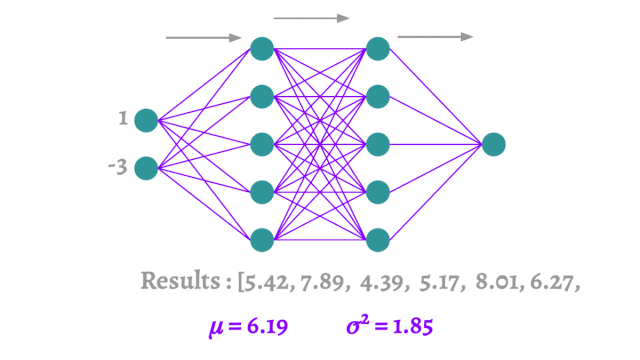 1
-3
Results : [5.42, 7.89, 4.39, 5.17, 8.01, 6.27,
μ = 6.19 σ² = 1.85